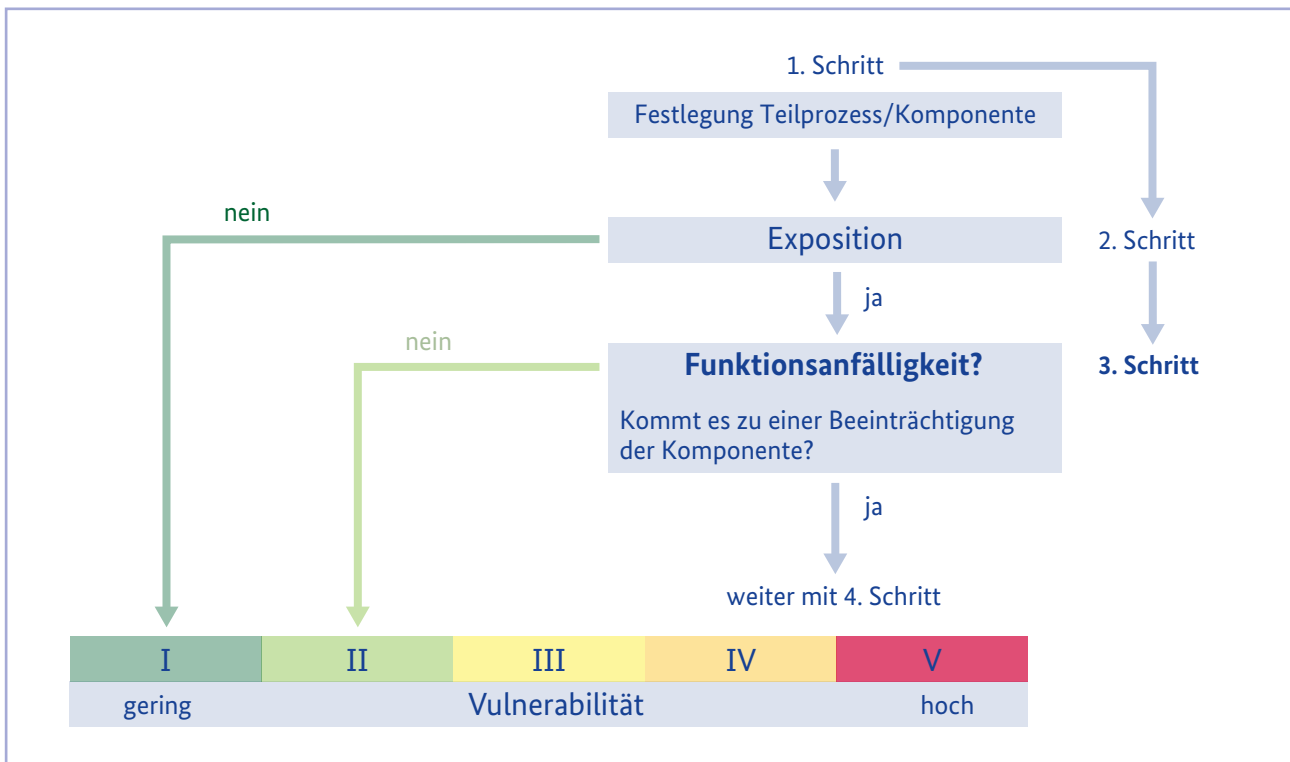 1. Schritt
Festlegung Teilprozess/Komponente
nein
Exposition
2. Schritt
ja
nein
Funktionsanfälligkeit?
3. Schritt
Kommt es zu einer Beeinträchtigung
der Komponente?
ja
weiter mit 4. Schritt
I II III IV V
gering Vulnerabilität hoch